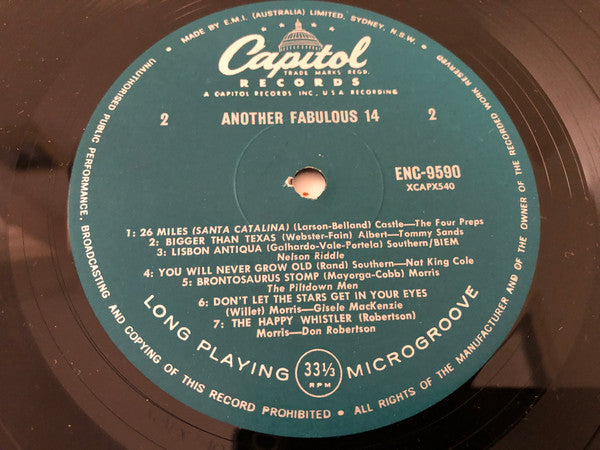 MADE BY E.M.I. (AUSTRALIA) LIMITED. SYDNEY, N.S.W.
Capitol
TRADE MARKS REGD.
RECORDS
A CAPITOL RECORDS INC., U.S.A. RECORDING
2 ANOTHER FABULOUS 14 2
ENC-9590
XCAPX540
1: 26 MILES (SANTA CATALINA) (Larson-Belland) Castle—The Four Preps
2: BIGGER THAN TEXAS (Webster-Fain) Albert—Tommy Sands
3: LISBON ANTIQUA (Galhardo-Vale-Portela) Southern/BIEM
Nelson Riddle
4: YOU WILL NEVER GROW OLD (Rand) Southern—Nat King Cole
5: BRONTOSAURUS STOMP (Mayorga-Cobb) Morris
The Piltdown Men
6: DON'T LET THE STARS GET IN YOUR EYES
(Willet) Morris—Gisele MacKenzie
7: THE HAPPY WHISTLER (Robertson)
Morris—Don Robertson
LONG PLAYING 33⅓ MICROGROOVE
RPM
UNAUTHORISED PUBLIC PERFORMANCE, BROADCASTING AND COPYING OF THIS RECORD PROHIBITED • ALL RIGHTS OF THE MANUFACTURER AND OF THE OWNER OF THE RECORDED WORK RESERVED